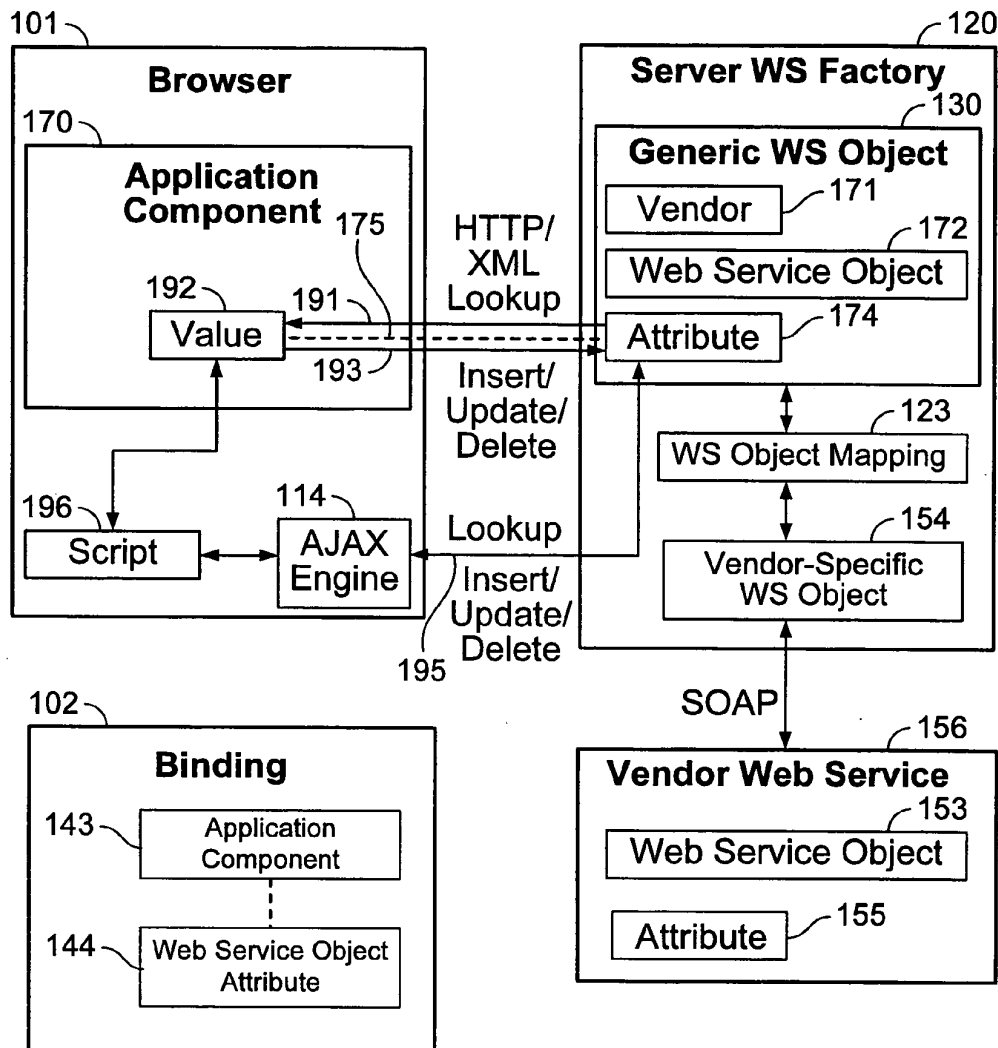 101
Browser
170
Application
Component
175
192
191
Value
193
HTTP/
XML
Lookup
Insert/
Update/
Delete
196
Script
114
AJAX
Engine
Lookup
Insert/
Update/
Delete
195
120
Server WS Factory
130
Generic WS Object
171
Vendor
172
Web Service Object
174
Attribute
123
WS Object Mapping
154
Vendor-Specific
WS Object
SOAP
102
Binding
143
Application
Component
144
Web Service Object
Attribute
156
Vendor Web Service
153
Web Service Object
155
Attribute